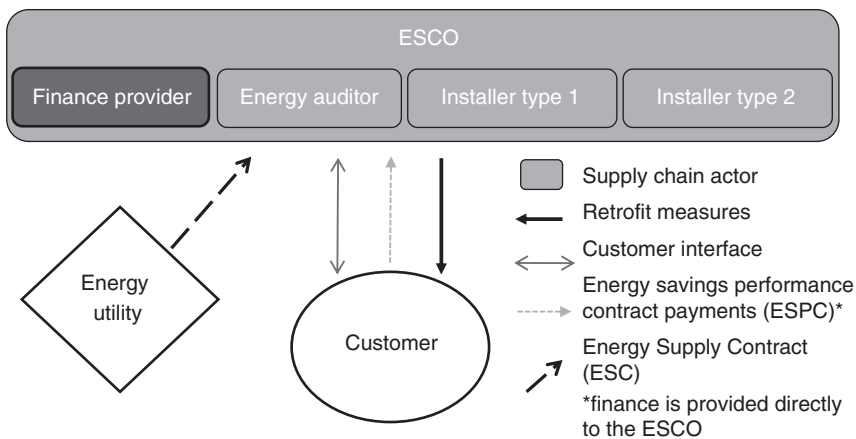 ESCO
Finance provider
Energy auditor
Installer type 1
Installer type 2
Energy
utility
Customer
Supply chain actor
Retrofit measures
Customer interface
Energy savings performance
contract payments (ESPC)*
Energy Supply Contract
(ESC)
*finance is provided directly
to the ESCO